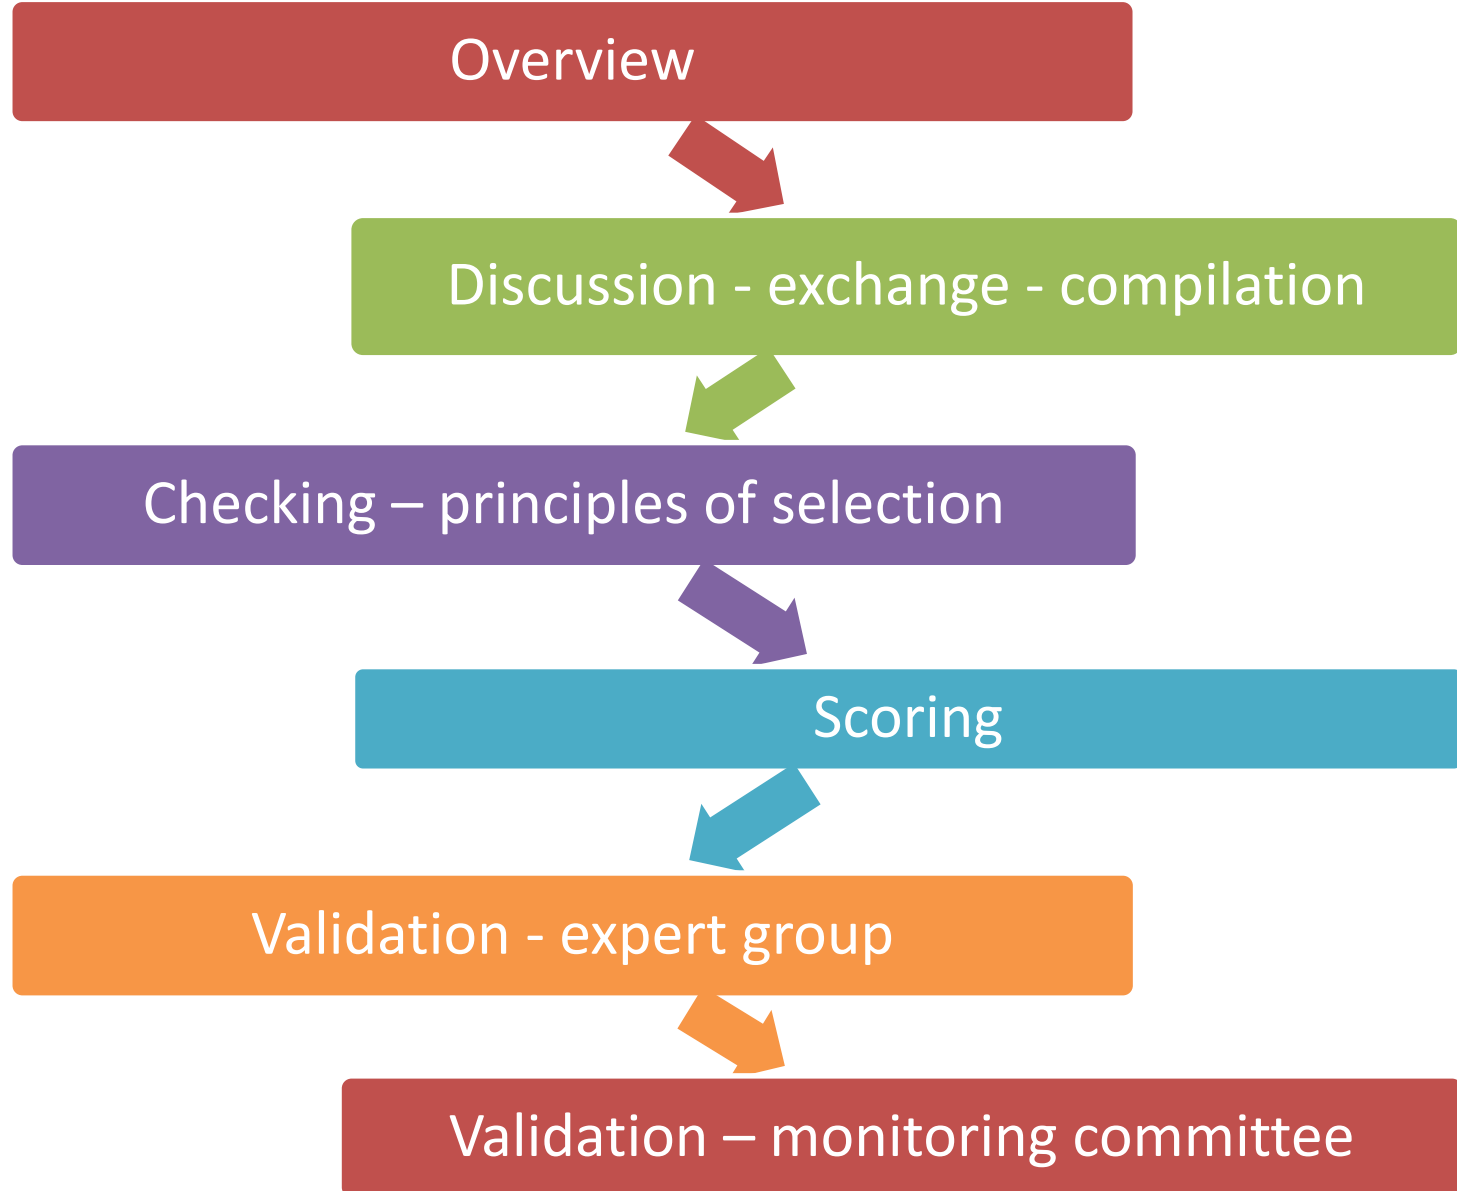 Overview
Discussion - exchange - compilation
Checking – principles of selection
Scoring
Validation - expert group
Validation – monitoring committee